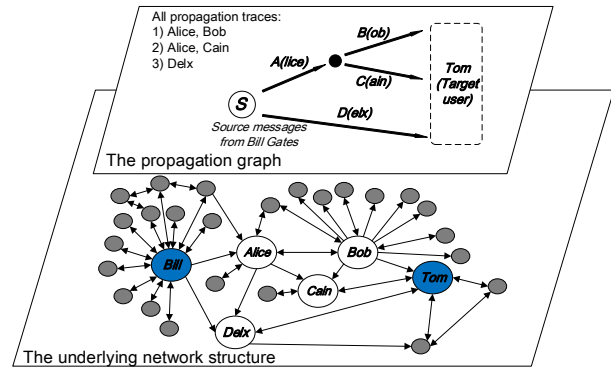 All propagation traces:
1) Alice, Bob
2) Alice, Cain
3) Delx
B(ob)
A(lice)
C(ain)
Tom
(Target
user)
S
D(elx)
Source messages
from Bill Gates
The propagation graph
Bill
Alice
Bob
Tom
Cain
Delx
The underlying network structure